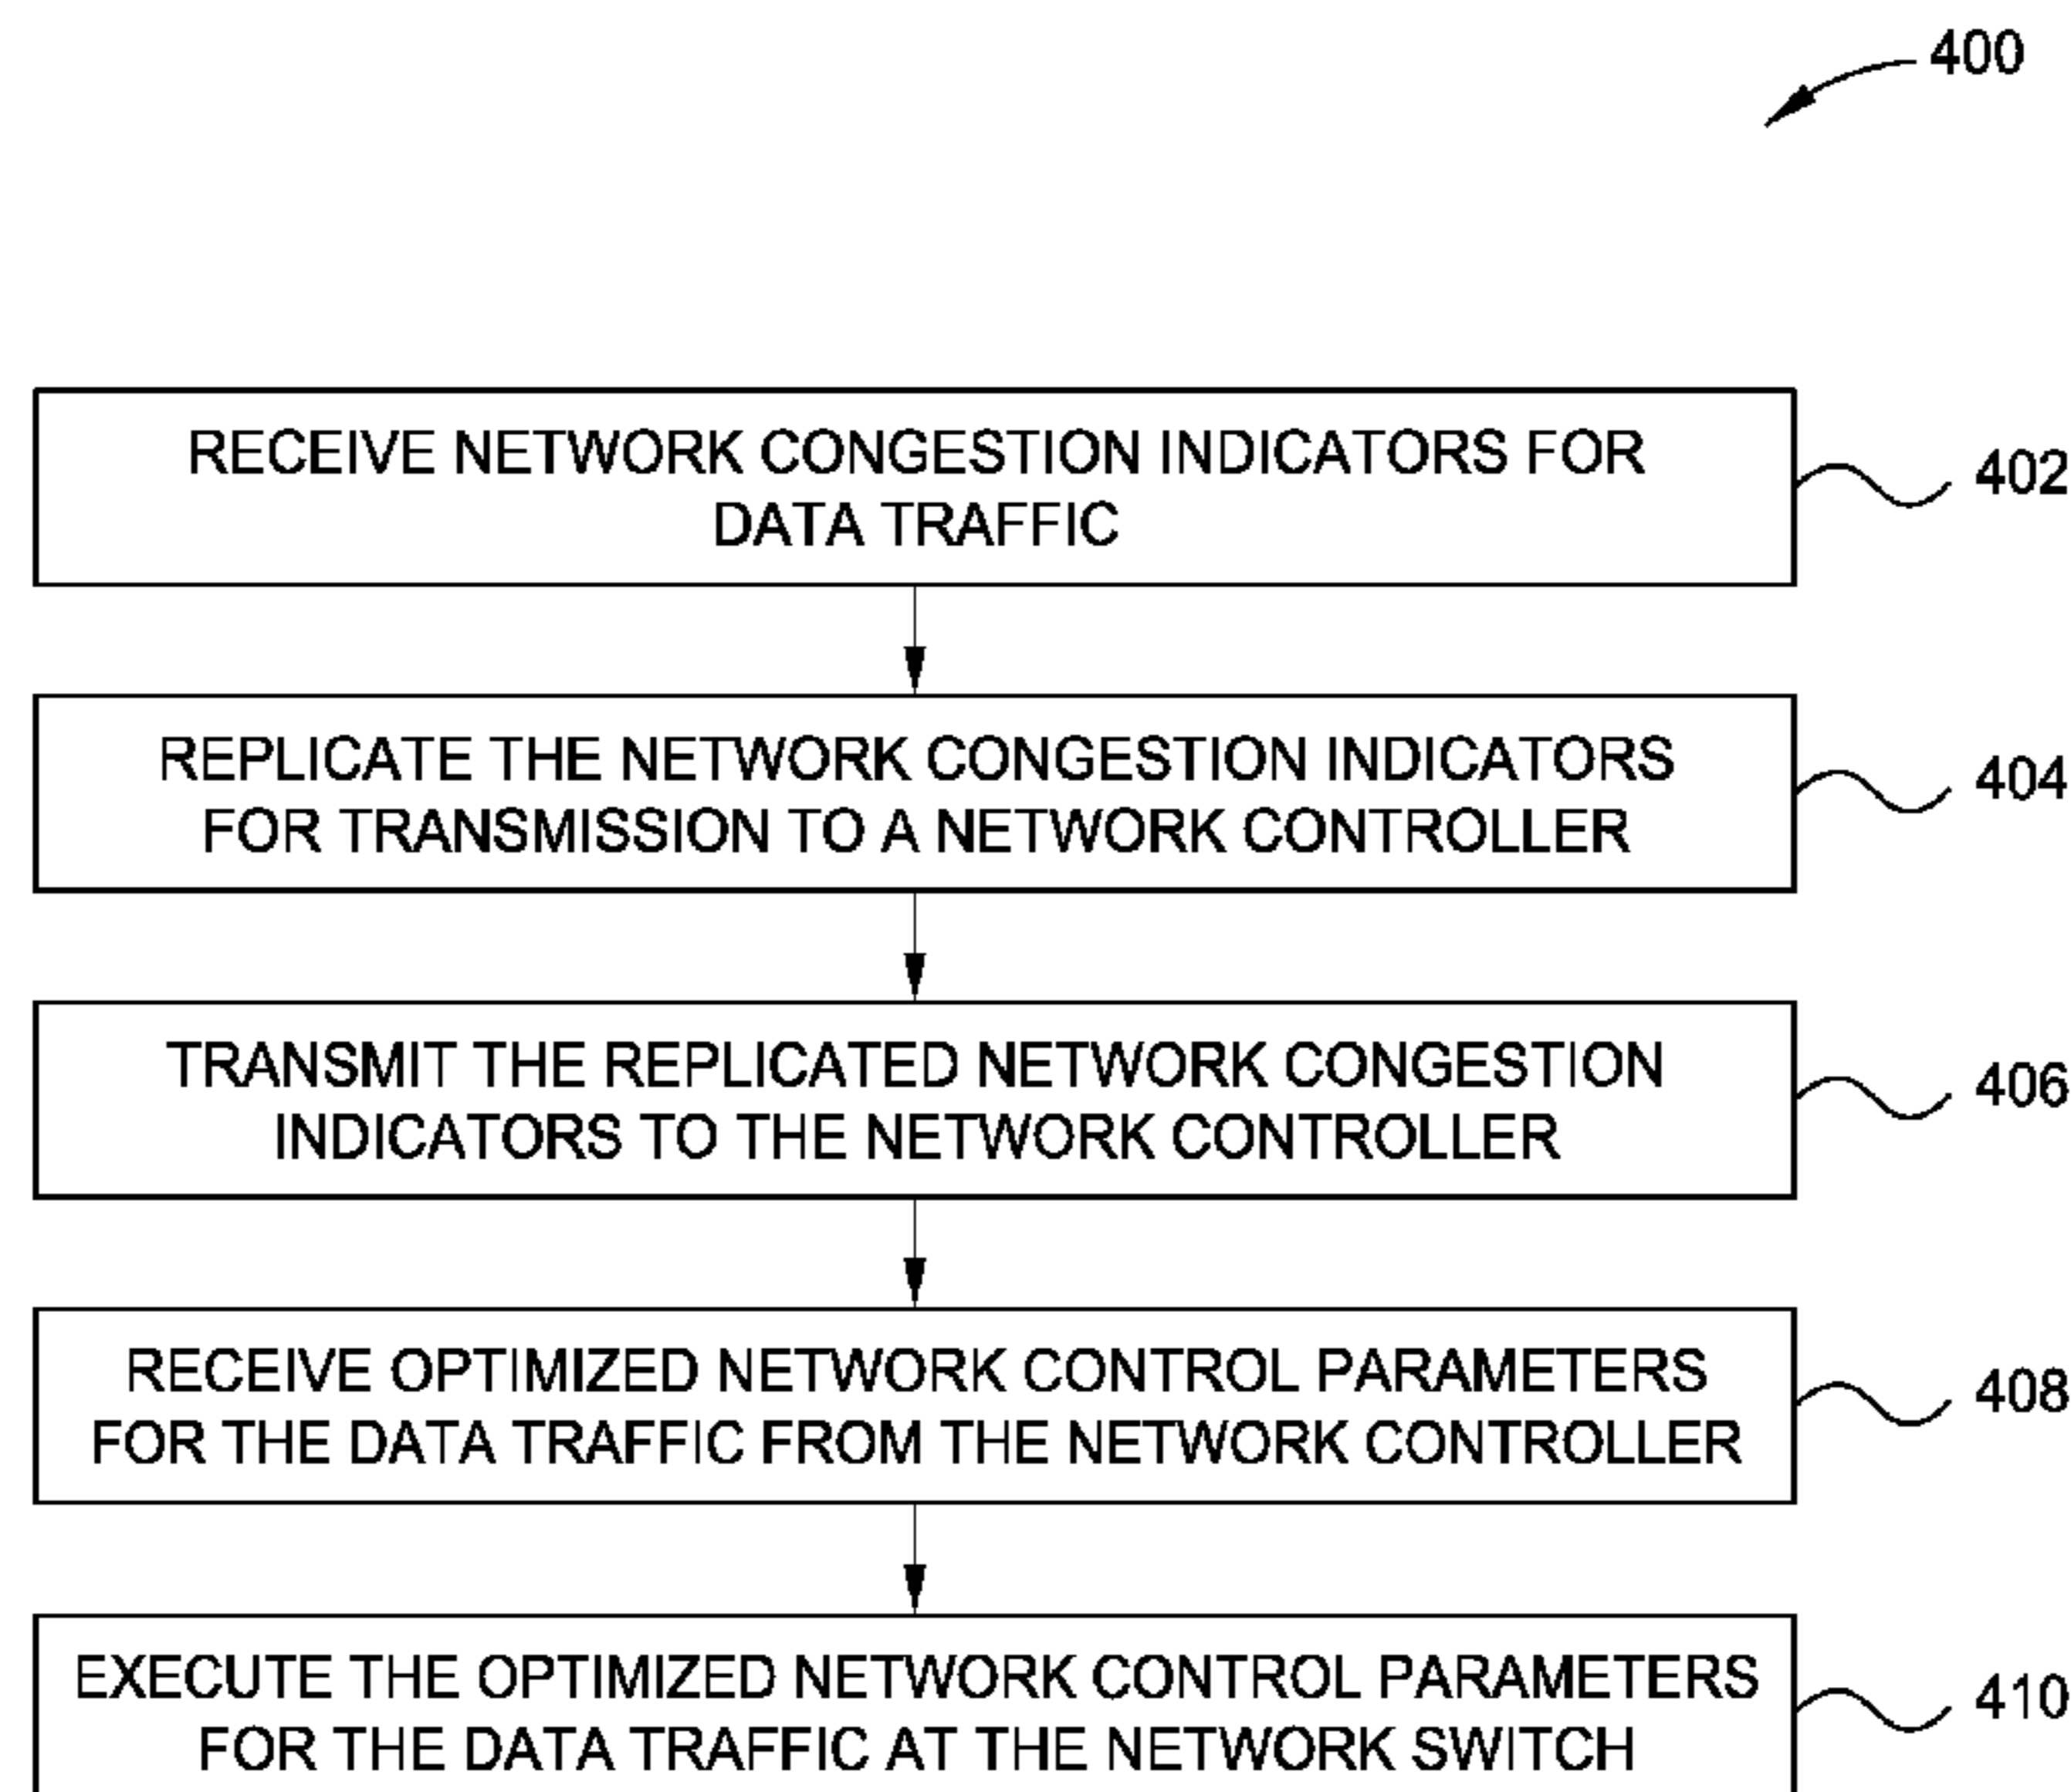 400
RECEIVE NETWORK CONGESTION INDICATORS FOR
DATA TRAFFIC
402
REPLICATE THE NETWORK CONGESTION INDICATORS
FOR TRANSMISSION TO A NETWORK CONTROLLER
404
TRANSMIT THE REPLICATED NETWORK CONGESTION
INDICATORS TO THE NETWORK CONTROLLER
406
RECEIVE OPTIMIZED NETWORK CONTROL PARAMETERS
FOR THE DATA TRAFFIC FROM THE NETWORK CONTROLLER
408
EXECUTE THE OPTIMIZED NETWORK CONTROL PARAMETERS
FOR THE DATA TRAFFIC AT THE NETWORK SWITCH
410